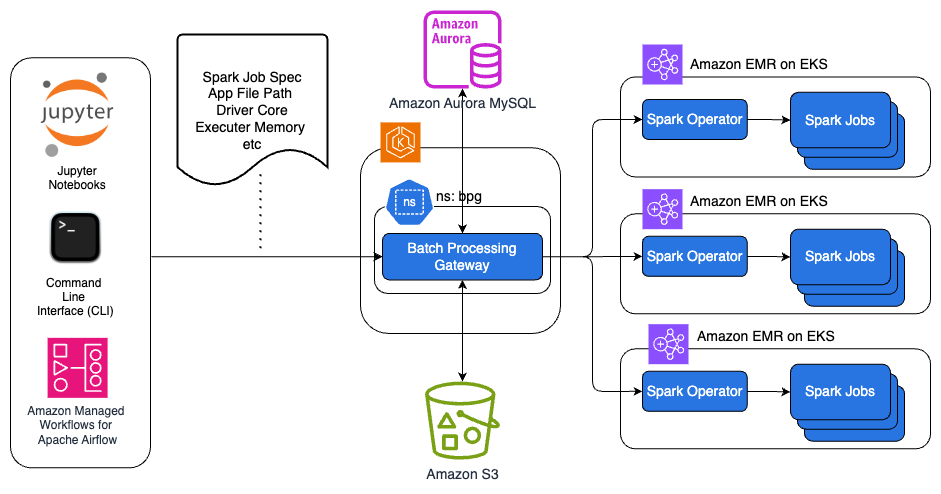 jupyter
Jupyter
Notebooks
>_
Command
Line
Interface (CLI)
Amazon Managed
Workflows for
Apache Airflow
Spark Job Spec
App File Path
Driver Core
Executer Memory
etc
Amazon
Aurora
Amazon Aurora MySQL
K
ns
ns: bpg
Batch Processing
Gateway
Amazon S3
Amazon EMR on EKS
Spark Operator
Spark Jobs
Amazon EMR on EKS
Spark Operator
Spark Jobs
Amazon EMR on EKS
Spark Operator
Spark Jobs